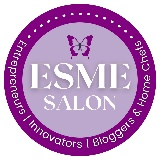 ESME
SALON
Entrepreneurs | Innovators | Bloggers & Home Chefs